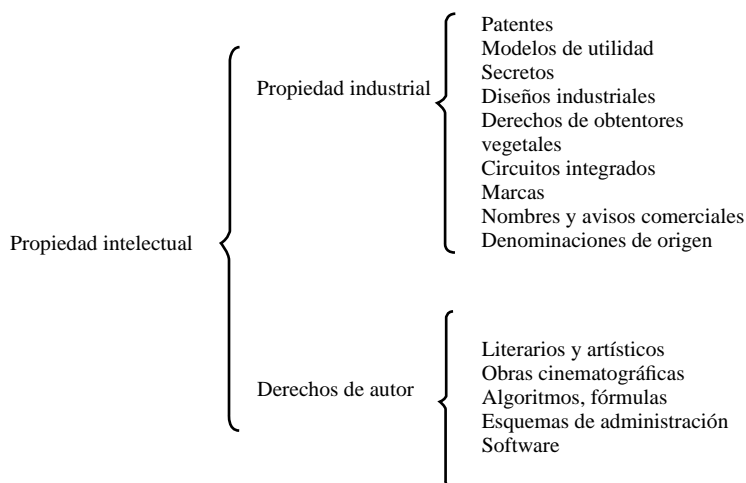 Propiedad intelectual
Propiedad industrial
Patentes
Modelos de utilidad
Secretos
Diseños industriales
Derechos de obtentores
vegetales
Circuitos integrados
Marcas
Nombres y avisos comerciales
Denominaciones de origen
Derechos de autor
Literarios y artísticos
Obras cinematográficas
Algoritmos, fórmulas
Esquemas de administración
Software